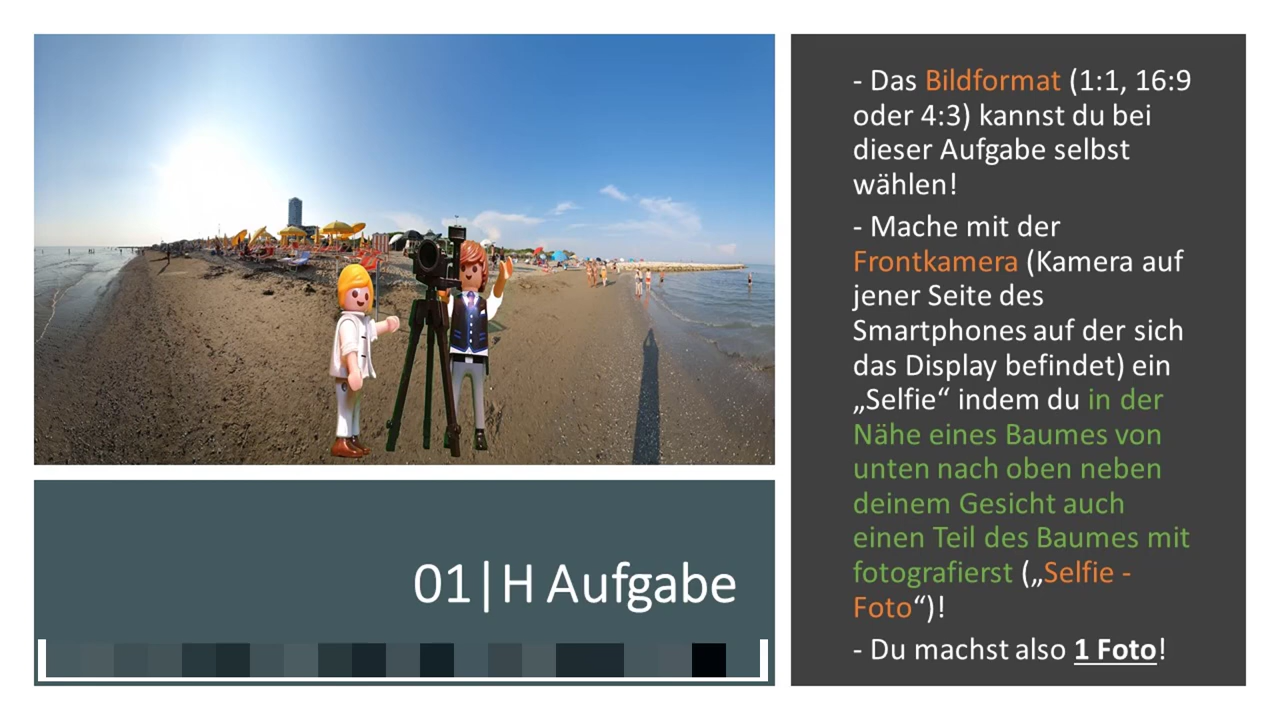 01|H Aufgabe
- Das Bildformat (1:1, 16:9
oder 4:3) kannst du bei
dieser Aufgabe selbst
wählen!
- Mache mit der
Frontkamera (Kamera auf
jener Seite des
Smartphones auf der sich
das Display befindet) ein
„Selfie“ indem du in der
Nähe eines Baumes von
unten nach oben neben
deinem Gesicht auch
einen Teil des Baumes mit
fotografierst („Selfie -
Foto“)!
- Du machst also 1 Foto!